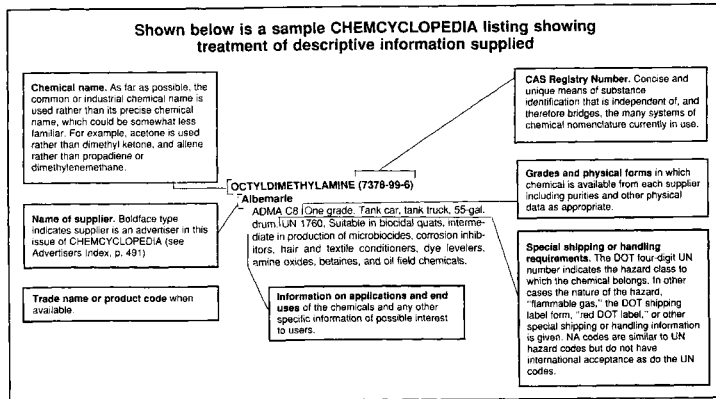 Shown below is a sample CHEMCYCLOPEDIA listing showing
treatment of descriptive information supplied
Chemical name. As far as possible, the
common or industrial chemical name is
used rather than its precise chemical
name, which could be somewhat less
familiar. For example, acetone is used
rather than dimethyl ketone, and allene
rather than propadiene or
dimethylenemethane.
CAS Registry Number. Concise and
unique means of substance
identification that is independent of, and
therefore bridges, the many systems of
chemical nomenclature currently in use.
OCTYLDIMETHYLAMINE (7378-99-6)
Albemarle
ADMA C8 One grade. Tank car, tank truck, 55-gal.
drum. UN 1760, Suitable in biocidal quats, interme-
diate in production of microbiocides, corrosion inhib-
itors, hair and textile conditioners, dye levelers,
amine oxides, betaines, and oil field chemicals.
Name of supplier. Boldface type
indicates supplier is an advertiser in this
issue of CHEMCYCLOPEDIA (see
Advertisers Index, p. 491)
Trade name or product code when
available.
Information on applications and end
uses of the chemicals and any other
specific information of possible interest
to users.
Grades and physical forms in which
chemical is available from each supplier
including purities and other physical
data as appropriate.
Special shipping or handling
requirements. The DOT four-digit UN
number indicates the hazard class to
which the chemical belongs. In other
cases the nature of the hazard,
"flammable gas," the DOT shipping
label form, "red DOT label," or other
special shipping or handling information
is given. NA codes are similar to UN
hazard codes but do not have
international acceptance as do the UN
codes.